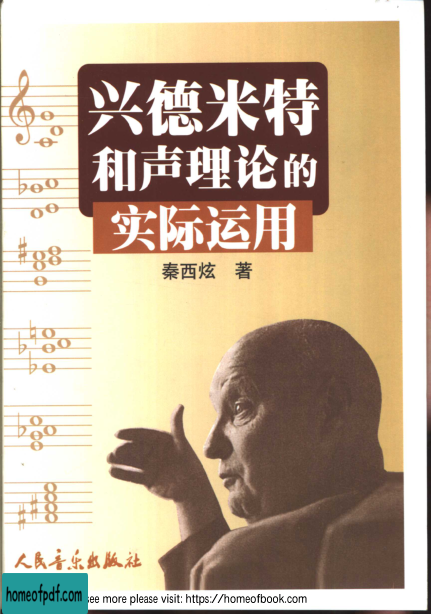 兴德米特
和声理论的
实际运用
秦西炫 著
人民音乐出版社
homeofpdf.com
see more please visit: https://homeofbook.com